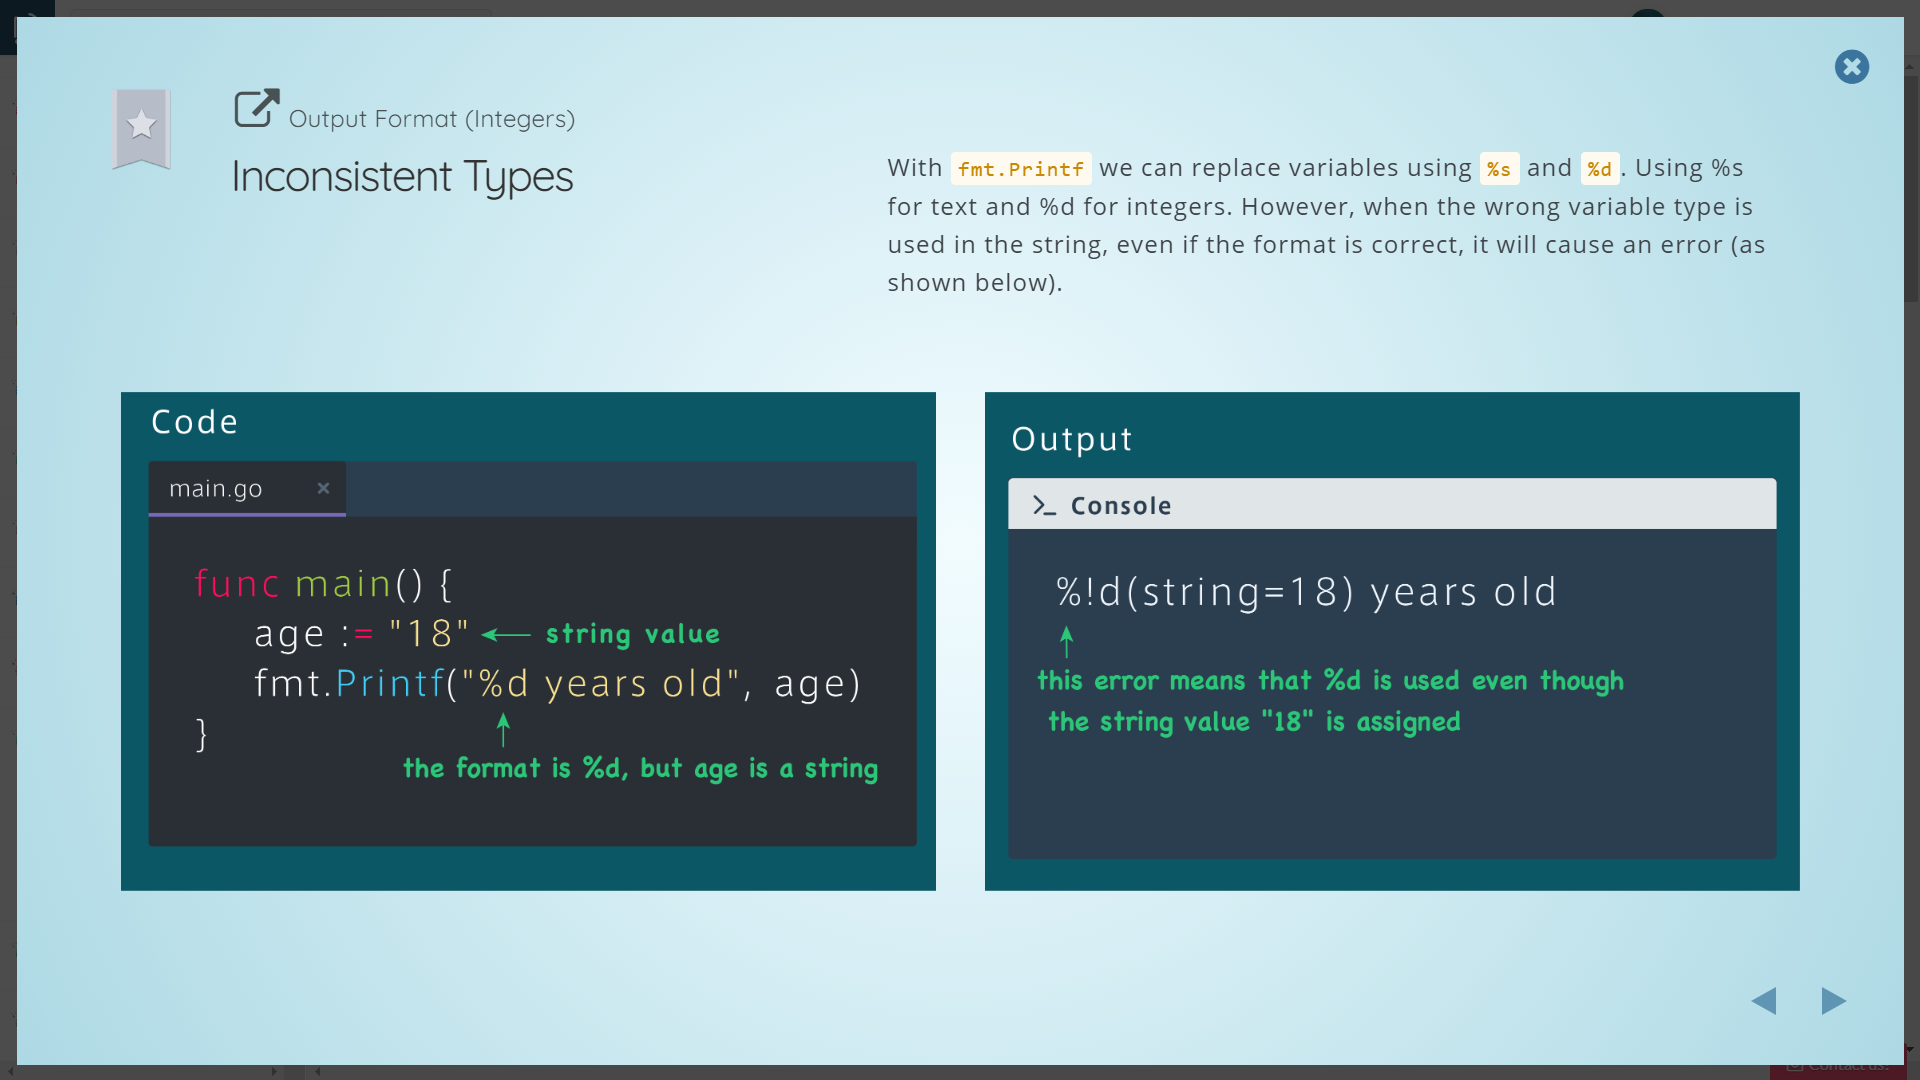 Output Format (Integers)
Inconsistent Types
With fmt.Printf we can replace variables using %s and %d. Using %s
for text and %d for integers. However, when the wrong variable type is
used in the string, even if the format is correct, it will cause an error (as
shown below).
Code
main.go ×
func main() {
age := "18" ← string value
fmt.Printf("%d years old", age)
}
the format is %d, but age is a string
Output
>_ Console
%!d(string=18) years old
this error means that %d is used even though
the string value "18" is assigned
Contact us!